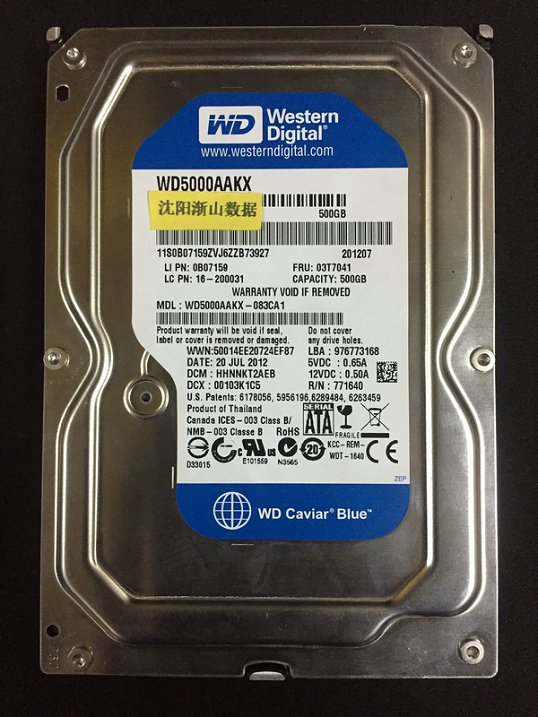 WD Western Digital®
www.westerndigital.com
WD5000AAKX
沈阳渐山数据
500GB
11S0B07159ZVJ6ZZB73927 201207
LI PN: 0B07159 FRU: 03T7041
LC PN: 16-200031 CAPACITY: 500GB
WARRANTY VOID IF REMOVED
MDL: WD5000AAKX-083CA1
Product warranty will be void if seal, label or cover is removed or damaged.
Do not cover any drive holes.
WWN:50014EE20724EF87 LBA: 976773168
DATE: 20 JUL 2012 5VDC: 0.65A
DCM: HHNNKT2AEB 12VDC: 0.50A
DCX: 00103K1C5 R/N: 771640
U.S. Patents: 6178056, 5956196,6289484, 6263459
Product of Thailand
Canada ICES-003 Class B/
NMB-003 Classe B RoHS
SERIAL ATA
FRAGILE
KCC-REM-
WDT-1640
20
D33015 E101559 N3565
ZEP
WD Caviar® Blue™